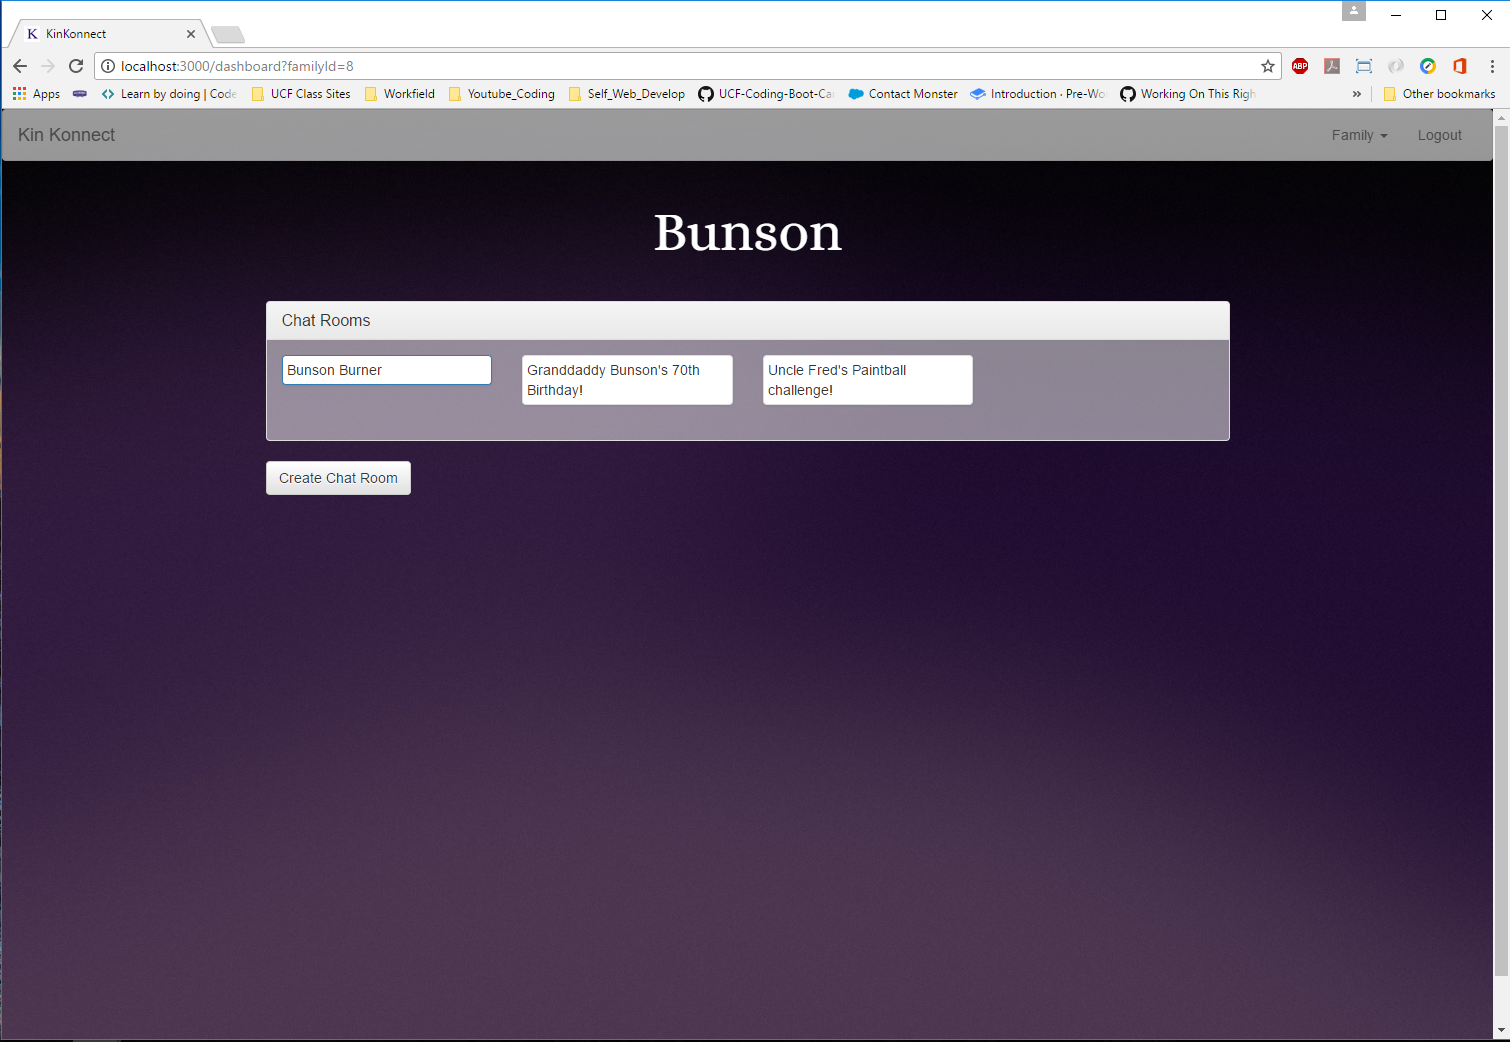 K KinKonnect
localhost:3000/dashboard?familyId=8
ABP
Apps Learn by doing | Code UCF Class Sites Workfield Youtube_Coding Self_Web_Develop UCF-Coding-Boot-Ca Contact Monster Introduction · Pre-Wo Working On This Righ » Other bookmarks
Kin Konnect Family Logout
Bunson
Chat Rooms
Bunson Burner
Granddaddy Bunson's 70th
Birthday!
Uncle Fred's Paintball
challenge!
Create Chat Room